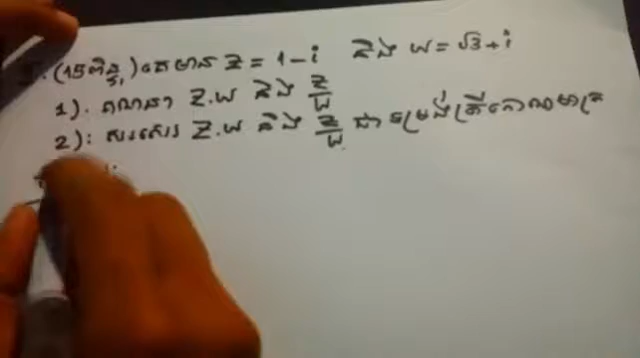 (15ពិន្ទុ) គេមាន Z = 1 - i និង W = √3 + i
1). គណនា Z.W និង Z/W
2): សរសេរ Z.W និង Z/W ជាទម្រង់ត្រីកោណមាត្រ